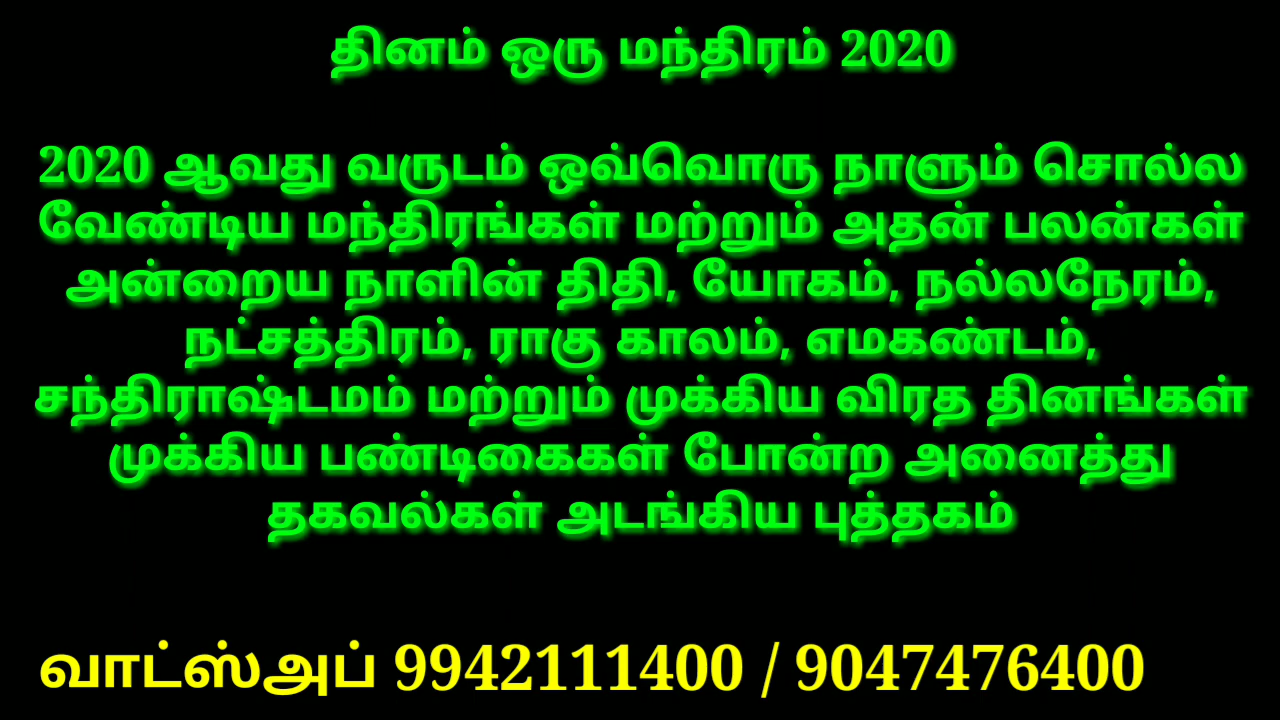 தினம் ஒரு மந்திரம் 2020
2020 ஆவது வருடம் ஒவ்வொரு நாளும் சொல்ல
வேண்டிய மந்திரங்கள் மற்றும் அதன் பலன்கள்
அன்றைய நாளின் திதி, யோகம், நல்லநேரம்,
நட்சத்திரம், ராகு காலம், எமகண்டம்,
சந்திராஷ்டமம் மற்றும் முக்கிய விரத தினங்கள்
முக்கிய பண்டிகைகள் போன்ற அனைத்து
தகவல்கள் அடங்கிய புத்தகம்
வாட்ஸ்அப் 9942111400 / 9047476400